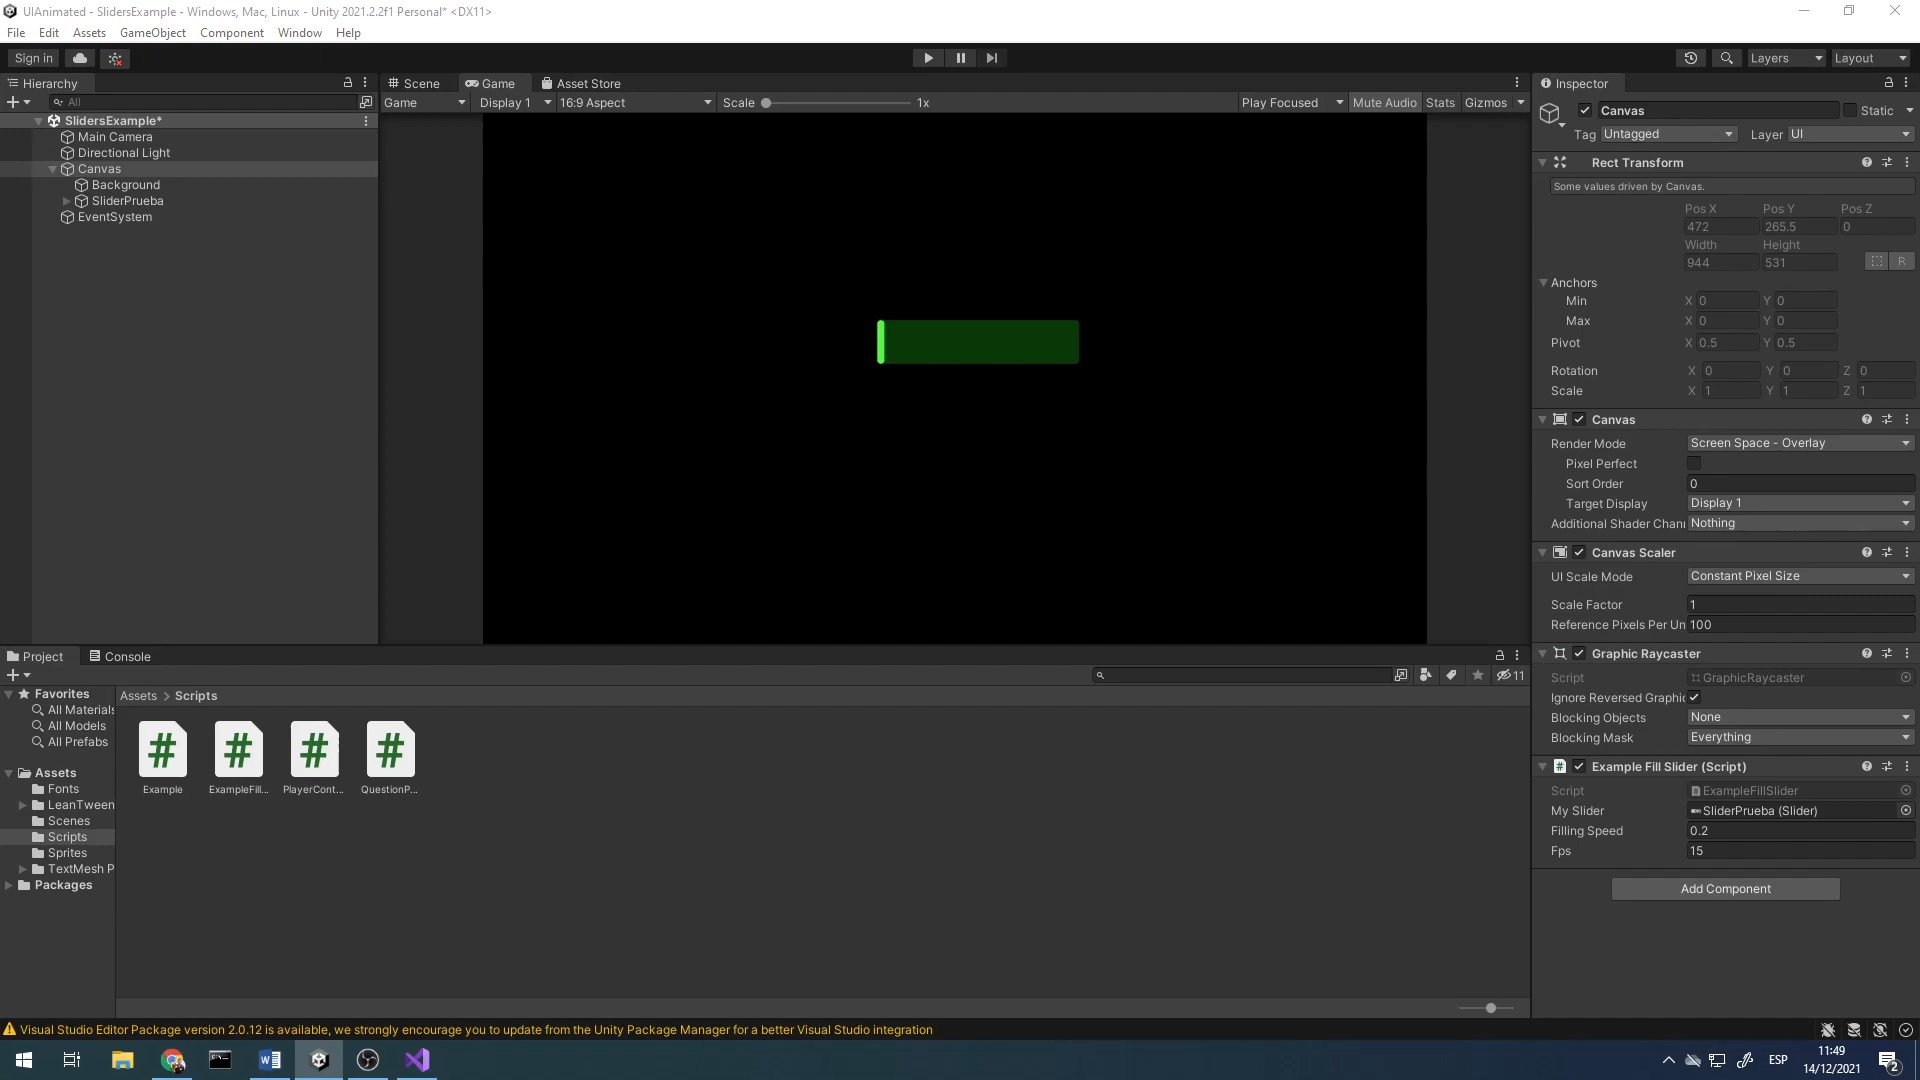 UIAnimated - SlidersExample - Windows, Mac, Linux - Unity 2021.2.2f1 Personal* <DX11>
File Edit Assets GameObject Component Window Help
Sign in
Layers
Layout
Hierarchy
All
SlidersExample*
Main Camera
Directional Light
Canvas
Background
SliderPrueba
EventSystem
Scene
Game
Asset Store
Game
Display 1
16:9 Aspect
Scale
1x
Play Focused
Mute Audio
Stats
Gizmos
Inspector
Canvas
Static
Tag
Untagged
Layer
UI
Rect Transform
Some values driven by Canvas.
Pos X Pos Y Pos Z
472 265.5 0
Width Height
944 531
R
Anchors
Min X 0 Y 0
Max X 0 Y 0
Pivot X 0.5 Y 0.5
Rotation X 0 Y 0 Z 0
Scale X 1 Y 1 Z 1
Canvas
Render Mode Screen Space - Overlay
Pixel Perfect
Sort Order 0
Target Display Display 1
Additional Shader Chan Nothing
Canvas Scaler
UI Scale Mode Constant Pixel Size
Scale Factor 1
Reference Pixels Per Un 100
Graphic Raycaster
Script GraphicRaycaster
Ignore Reversed Graphic
Blocking Objects None
Blocking Mask Everything
# Example Fill Slider (Script)
Script ExampleFillSlider
My Slider SliderPrueba (Slider)
Filling Speed 0.2
Fps 15
Add Component
Project
Console
11
Favorites
All Materials
All Models
All Prefabs
Assets
Fonts
LeanTween
Scenes
Scripts
Sprites
TextMesh P
Packages
Assets > Scripts
# # # #
Example ExampleFill... PlayerCont... QuestionP...
Visual Studio Editor Package version 2.0.12 is available, we strongly encourage you to update from the Unity Package Manager for a better Visual Studio integration
ESP
11:49
14/12/2021
2